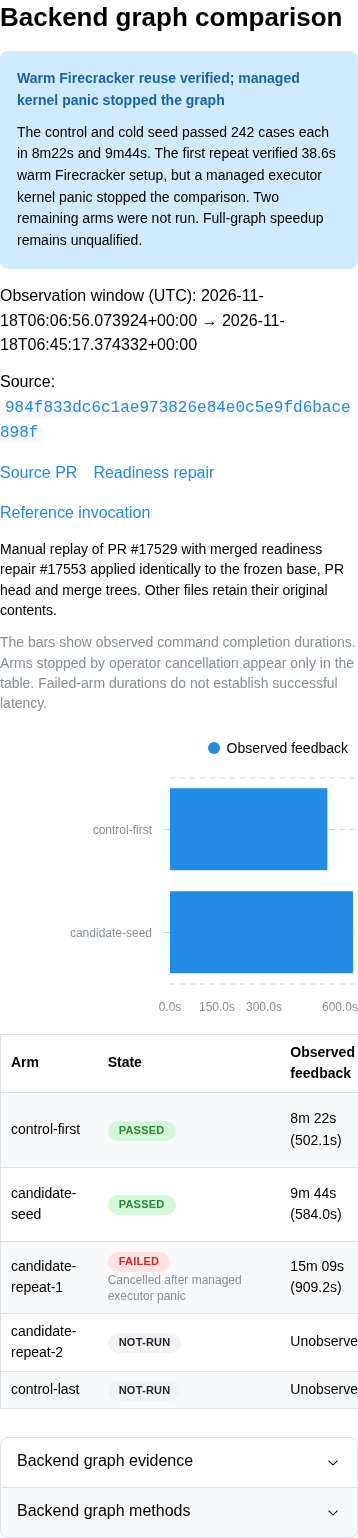 Backend graph comparison
Warm Firecracker reuse verified; managed
kernel panic stopped the graph
The control and cold seed passed 242 cases each
in 8m22s and 9m44s. The first repeat verified 38.6s
warm Firecracker setup, but a managed executor
kernel panic stopped the comparison. Two
remaining arms were not run. Full-graph speedup
remains unqualified.
Observation window (UTC): 2026-11-
18T06:06:56.073924+00:00 → 2026-11-
18T06:45:17.374332+00:00
Source:
984f833dc6c1ae973826e84e0c5e9fd6bace
898f
Source PR Readiness repair
Reference invocation
Manual replay of PR #17529 with merged readiness
repair #17553 applied identically to the frozen base, PR
head and merge trees. Other files retain their original
contents.
The bars show observed command completion durations.
Arms stopped by operator cancellation appear only in the
table. Failed-arm durations do not establish successful
latency.
Observed feedback
control-first
candidate-seed
0.0s 150.0s 300.0s 600.0s
Arm State Observed
feedback
control-first PASSED 8m 22s
(502.1s)
candidate-
seed PASSED 9m 44s
(584.0s)
candidate-
repeat-1 FAILED 15m 09s
(909.2s)
Cancelled after managed
executor panic
candidate-
repeat-2 NOT-RUN Unobserve
control-last NOT-RUN Unobserve
Backend graph evidence
Backend graph methods